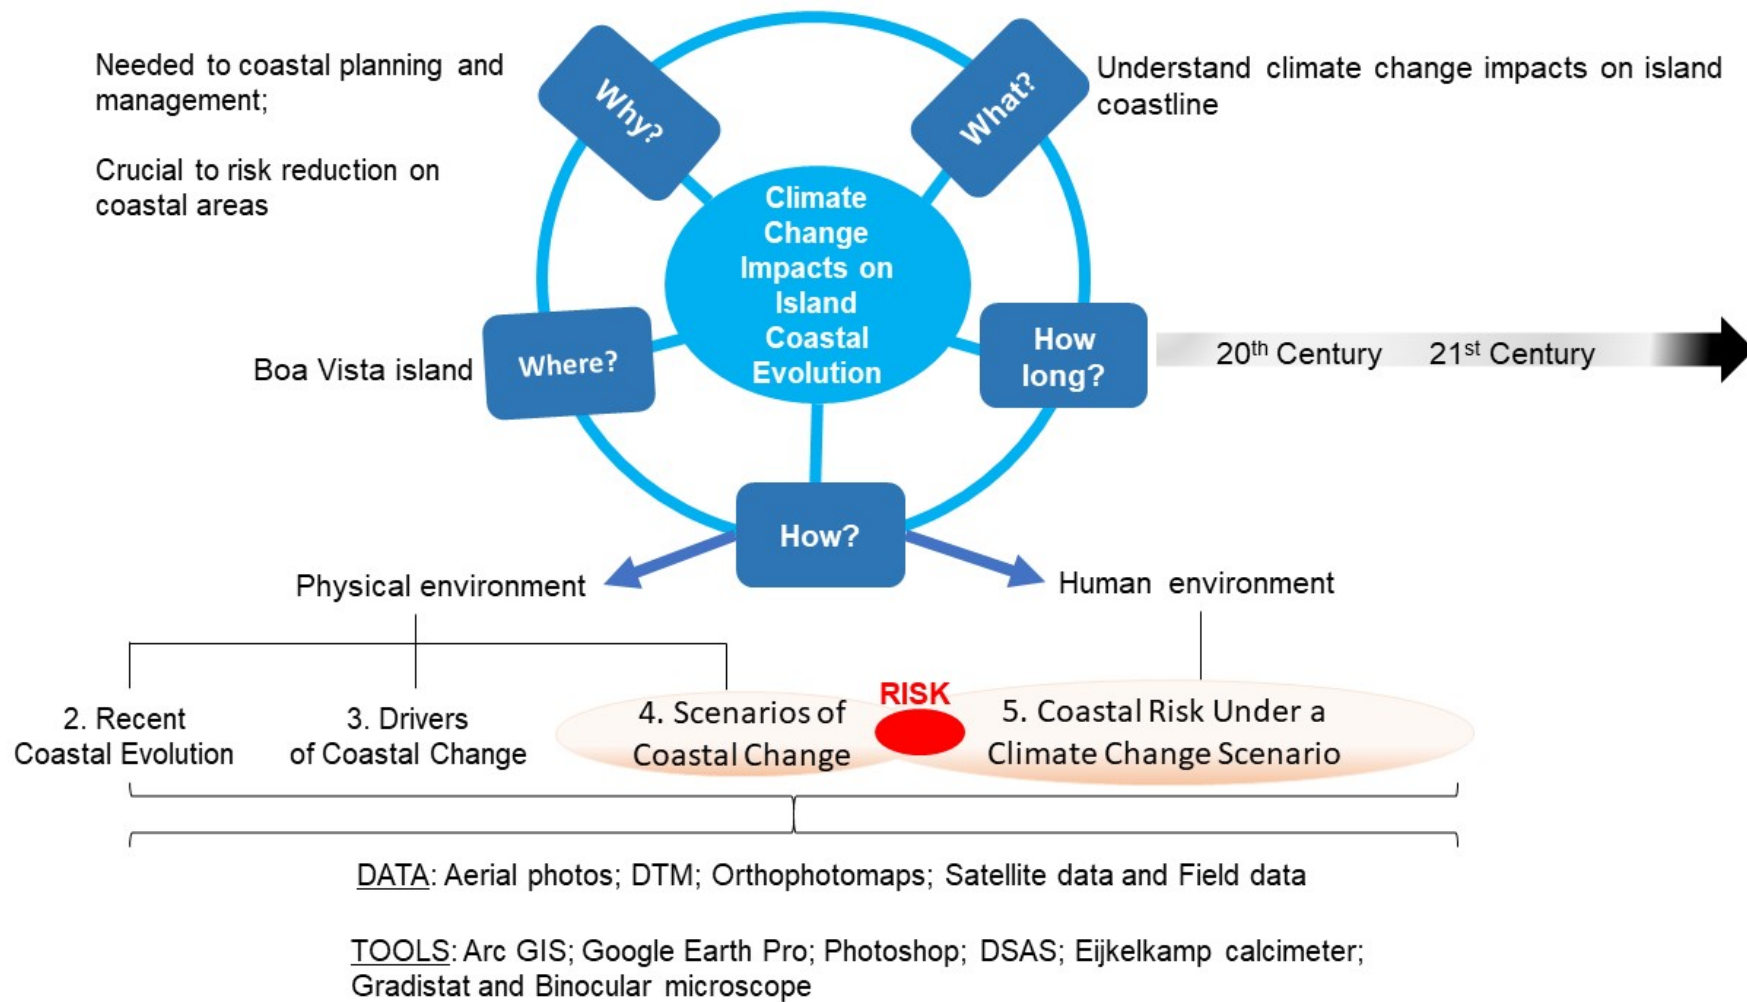 Needed to coastal planning and
management;
Crucial to risk reduction on
coastal areas
Why?
What?
Understand climate change impacts on island
coastline
Climate
Change
Impacts on
Island
Coastal
Evolution
Boa Vista island
Where?
How
long?
20th Century
21st Century
How?
Physical environment
Human environment
2. Recent
Coastal Evolution
3. Drivers
of Coastal Change
4. Scenarios of
Coastal Change
RISK
5. Coastal Risk Under a
Climate Change Scenario
DATA: Aerial photos; DTM; Orthophotomaps; Satellite data and Field data
TOOLS: Arc GIS; Google Earth Pro; Photoshop; DSAS; Eijkelkamp calcimeter;
Gradistat and Binocular microscope